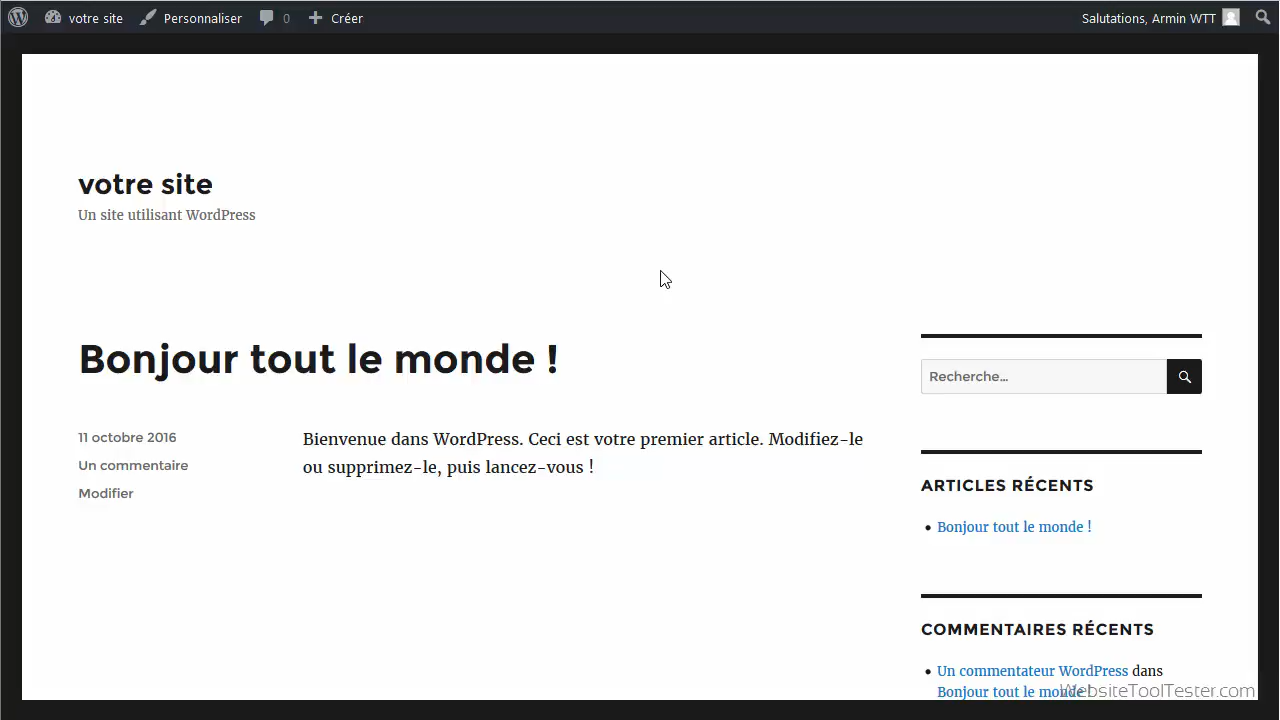 votre site Personnaliser 0 Créer Salutations, Armin WTT
votre site
Un site utilisant WordPress
Bonjour tout le monde !
11 octobre 2016
Un commentaire
Modifier
Bienvenue dans WordPress. Ceci est votre premier article. Modifiez-le
ou supprimez-le, puis lancez-vous !
Recherche…
ARTICLES RÉCENTS
Bonjour tout le monde !
COMMENTAIRES RÉCENTS
Un commentateur WordPress dans
Bonjour tout le monde !
WebsiteToolTester.com